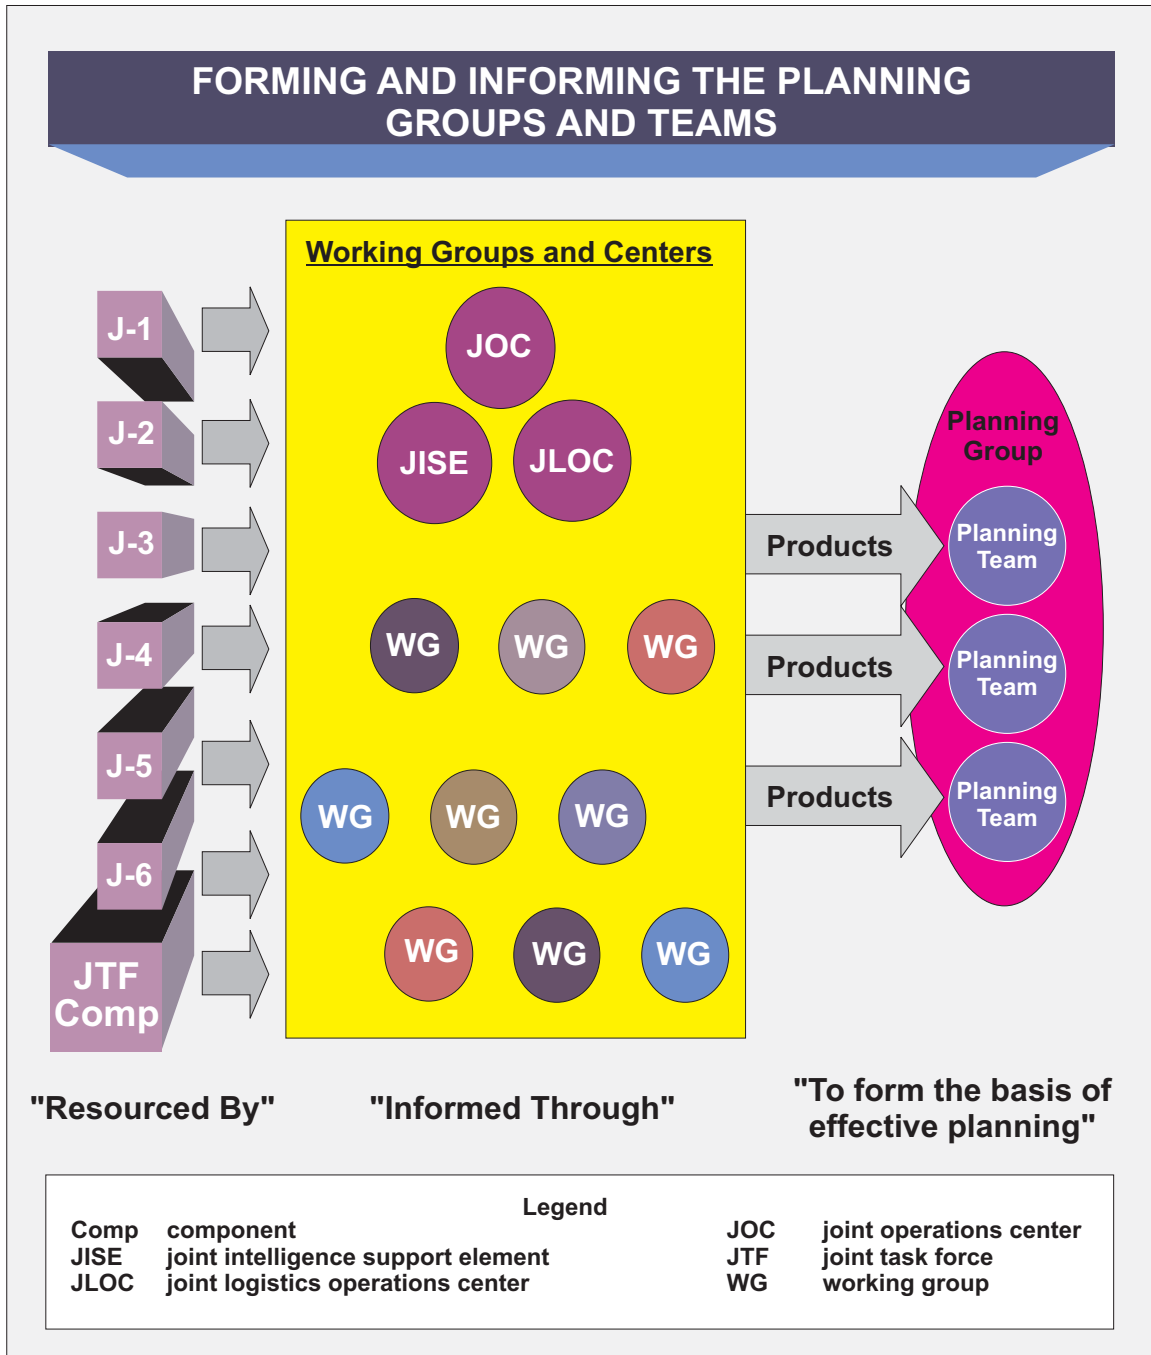 FORMING AND INFORMING THE PLANNING
GROUPS AND TEAMS
Working Groups and Centers
J-1
J-2
J-3
J-4
J-5
J-6
JTF
Comp
JOC
JISE
JLOC
WG
WG
WG
WG
WG
WG
WG
WG
WG
Products
Products
Products
Planning
Group
Planning
Team
Planning
Team
Planning
Team
"Resourced By"
"Informed Through"
"To form the basis of
effective planning"
Legend
Comp component
JISE joint intelligence support element
JLOC joint logistics operations center
JOC joint operations center
JTF joint task force
WG working group